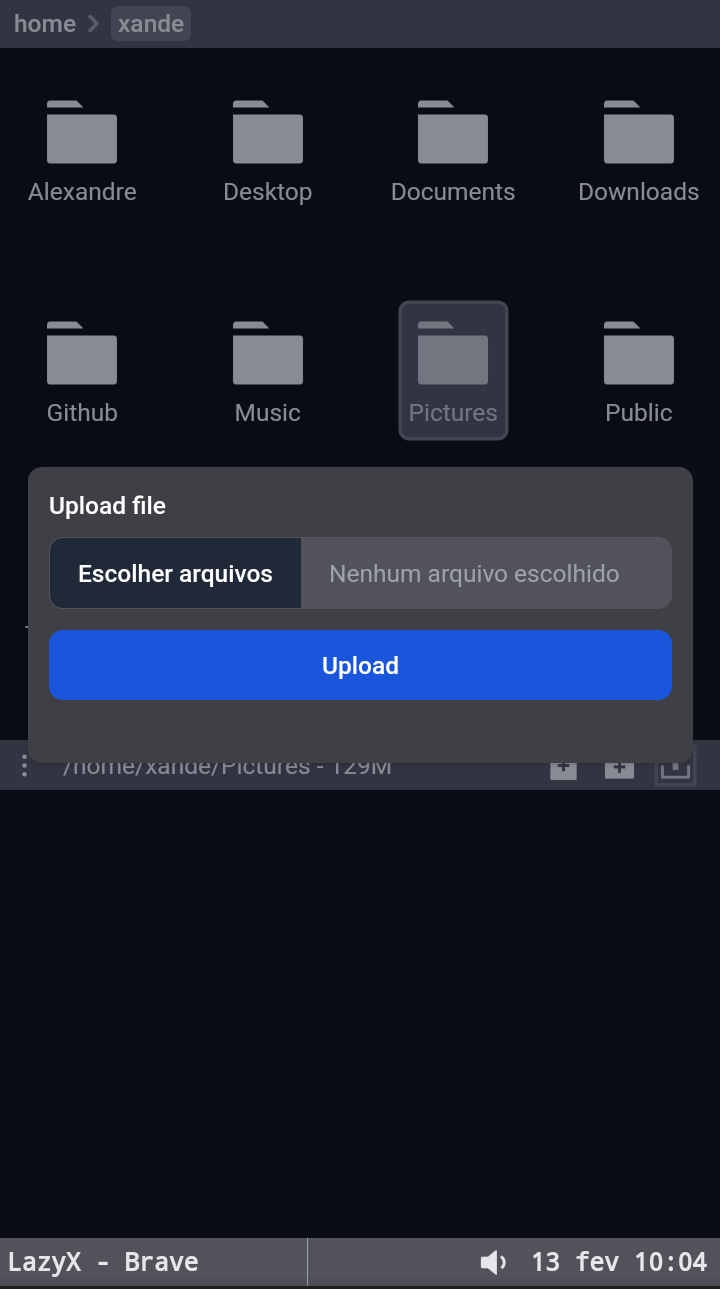 home xande
Alexandre Desktop Documents Downloads
Github Music Pictures Public
Upload file
Escolher arquivos Nenhum arquivo escolhido
Upload
/home/xande/Pictures - 129M
LazyX - Brave 13 fev 10:04